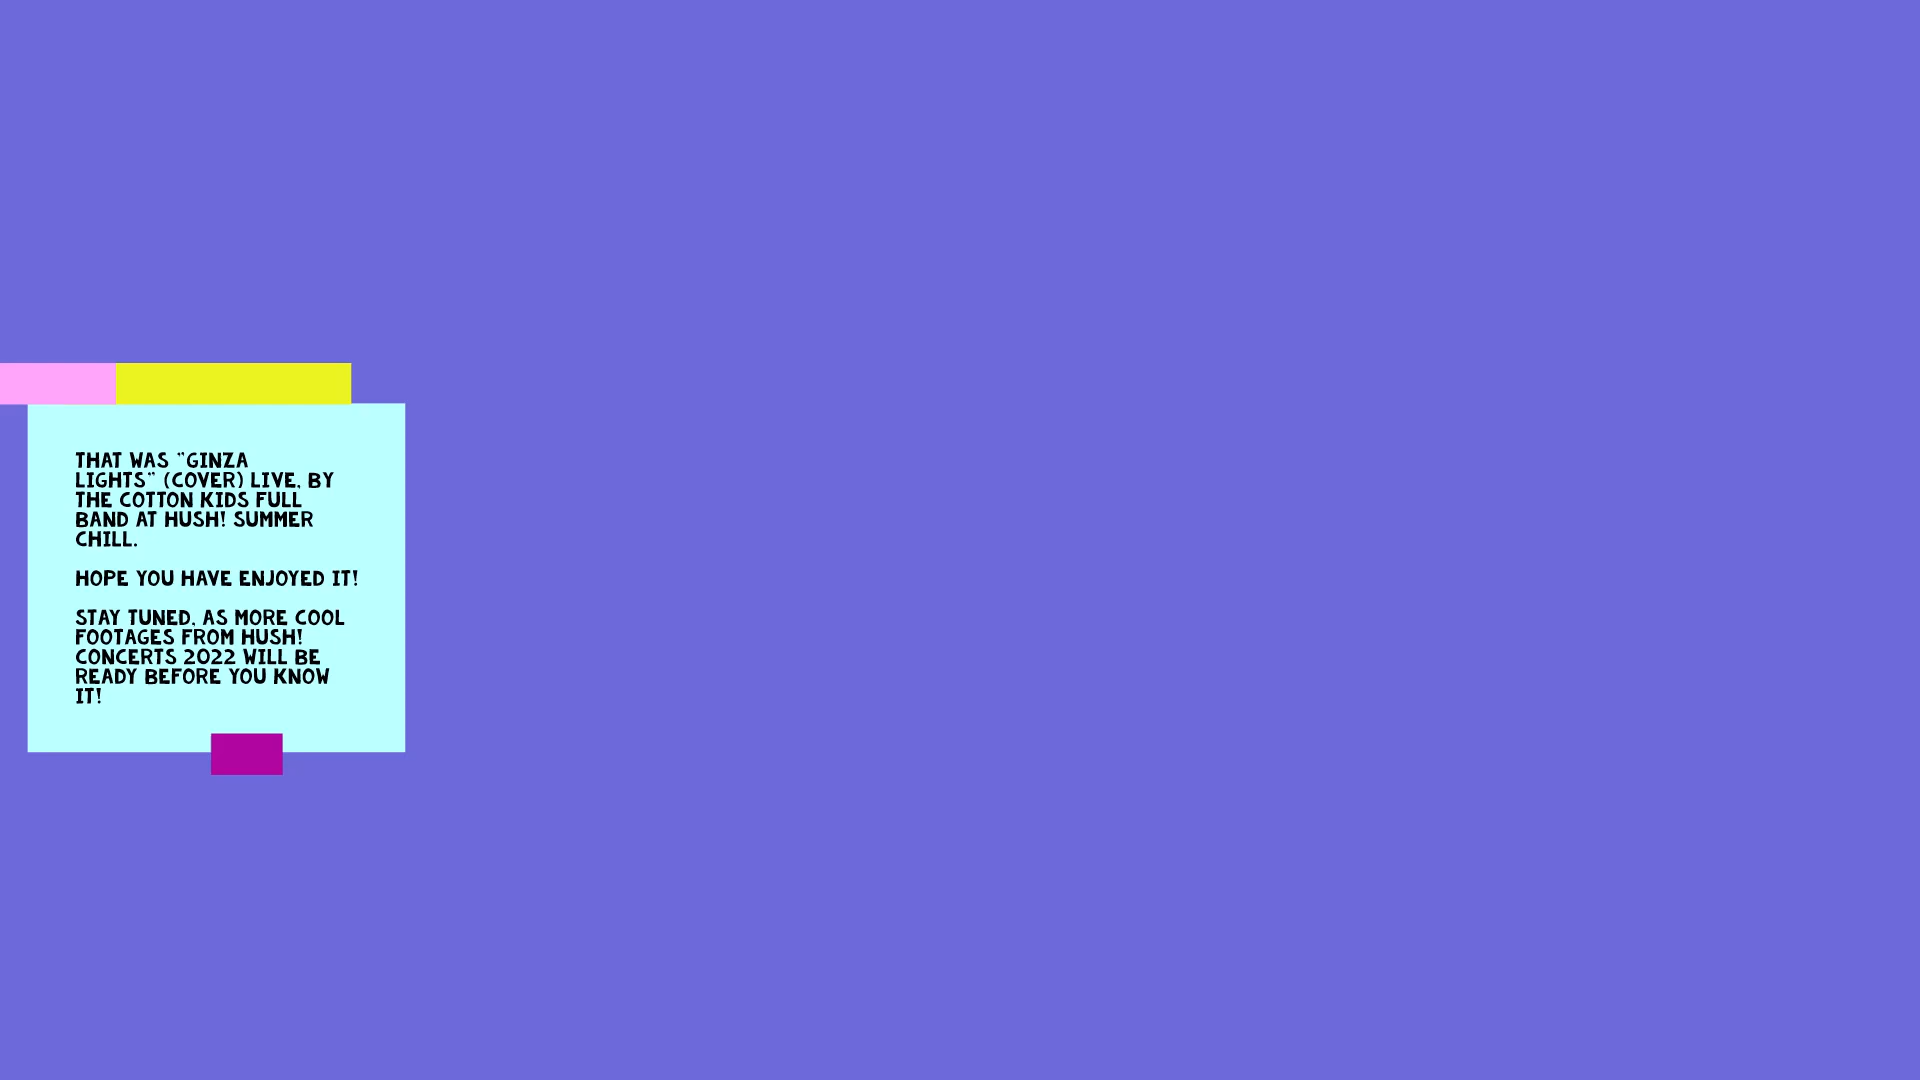 THAT WAS "GINZA
LIGHTS" (COVER) LIVE, BY
THE COTTON KIDS FULL
BAND AT HUSH! SUMMER
CHILL.
HOPE YOU HAVE ENJOYED IT!
STAY TUNED, AS MORE COOL
FOOTAGES FROM HUSH!
CONCERTS 2022 WILL BE
READY BEFORE YOU KNOW
IT!